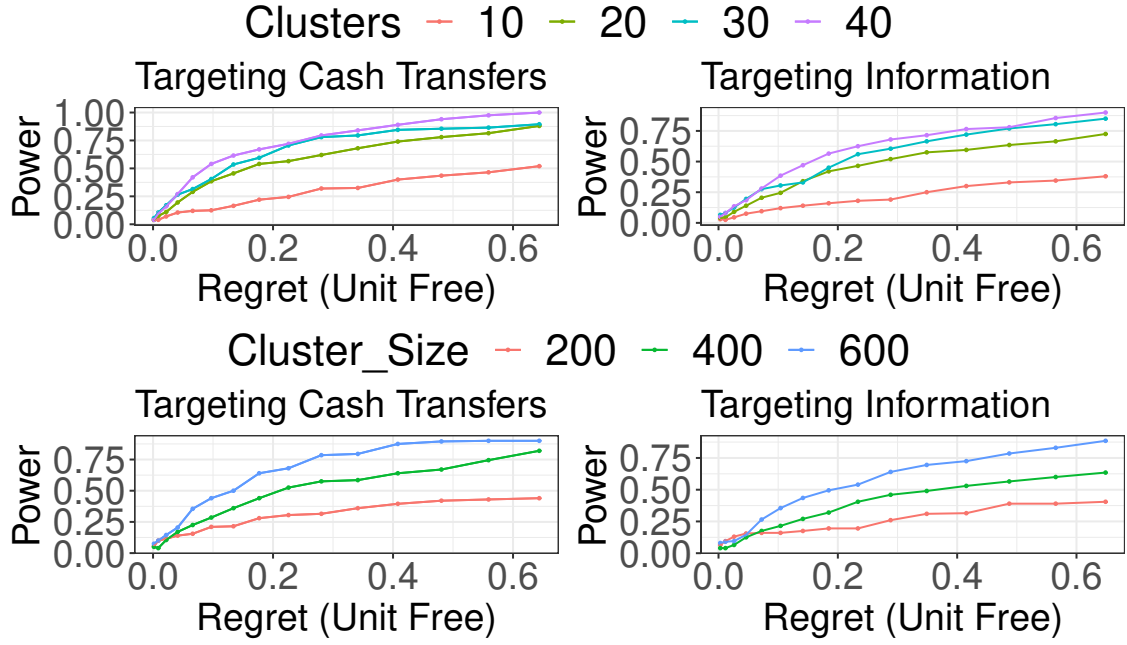 Clusters 10 20 30 40
Targeting Cash Transfers
Targeting Information
Power
1.00
0.75
0.50
0.25
0.00
0.0 0.2 0.4 0.6
Regret (Unit Free)
Power
0.75
0.50
0.25
0.00
0.0 0.2 0.4 0.6
Regret (Unit Free)
Cluster_Size 200 400 600
Targeting Cash Transfers
Targeting Information
Power
0.75
0.50
0.25
0.00
0.0 0.2 0.4 0.6
Regret (Unit Free)
Power
0.75
0.50
0.25
0.00
0.0 0.2 0.4 0.6
Regret (Unit Free)